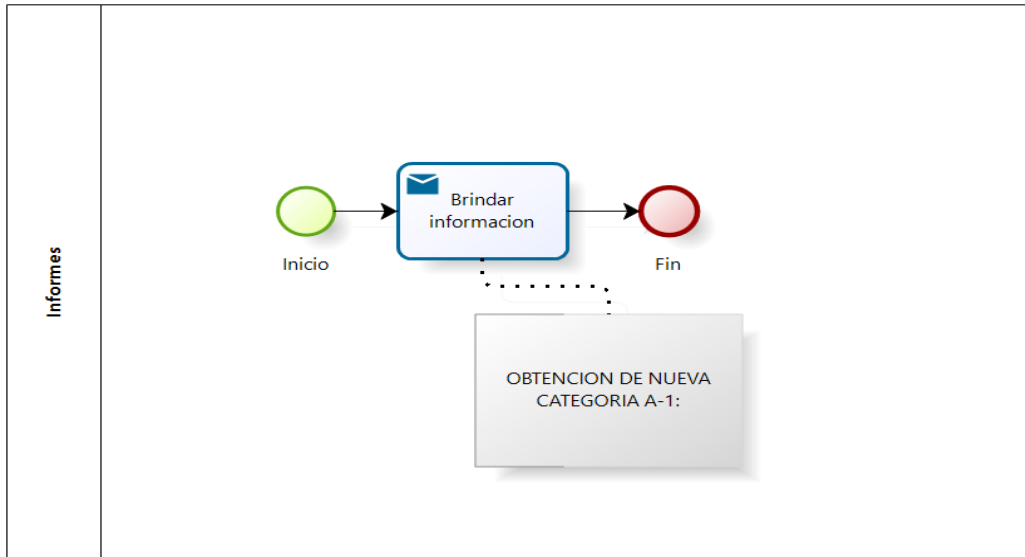 Informes
Brindar
informacion
Inicio
Fin
OBTENCION DE NUEVA
CATEGORIA A-1: